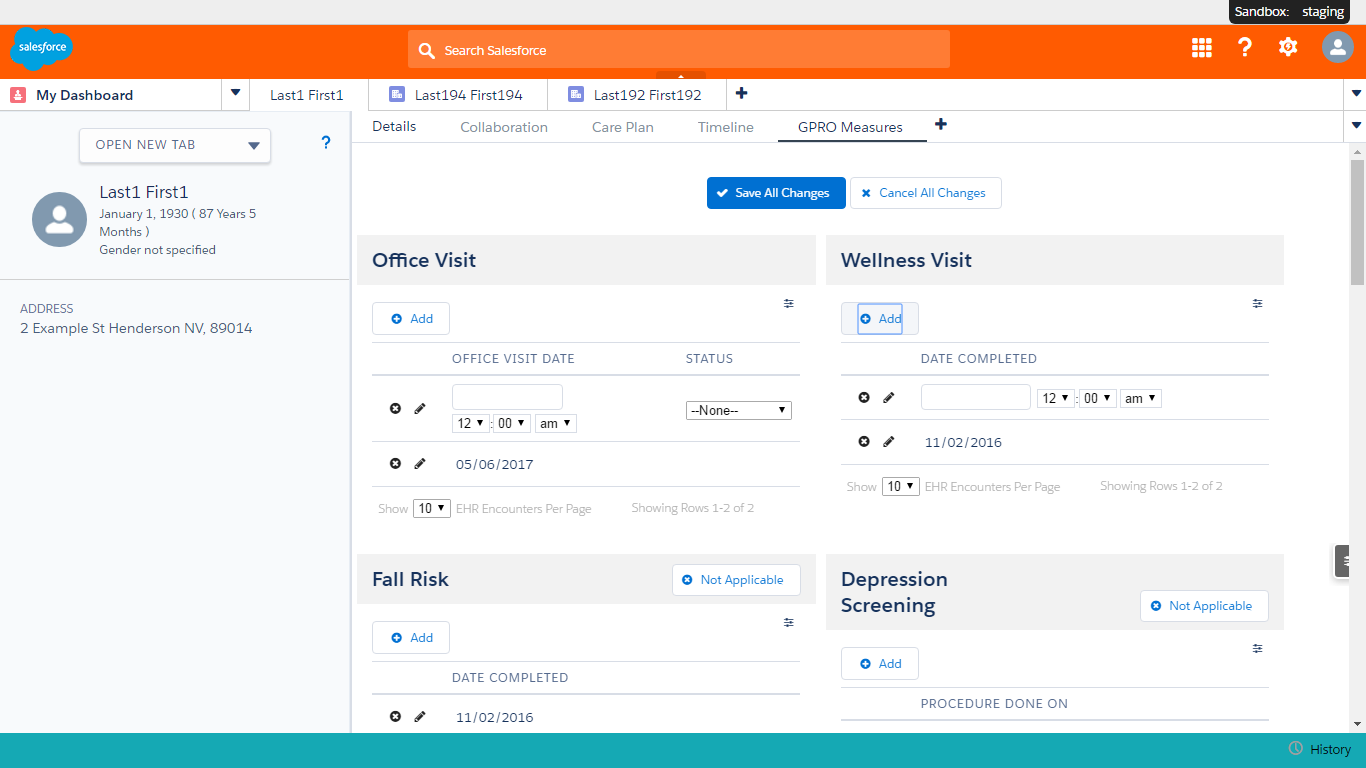 Sandbox: staging
salesforce
Search Salesforce
My Dashboard
Last1 First1
Last194 First194
Last192 First192
OPEN NEW TAB
?
Last1 First1
January 1, 1930 ( 87 Years 5
Months )
Gender not specified
ADDRESS
2 Example St Henderson NV, 89014
Details
Collaboration
Care Plan
Timeline
GPRO Measures
Save All Changes
Cancel All Changes
Office Visit
Add
OFFICE VISIT DATE
STATUS
12 : 00 am
--None--
05/06/2017
Show 10 EHR Encounters Per Page
Showing Rows 1-2 of 2
Wellness Visit
Add
DATE COMPLETED
12 : 00 am
11/02/2016
Show 10 EHR Encounters Per Page
Showing Rows 1-2 of 2
Fall Risk
Not Applicable
Add
DATE COMPLETED
11/02/2016
Depression
Screening
Not Applicable
Add
PROCEDURE DONE ON
History